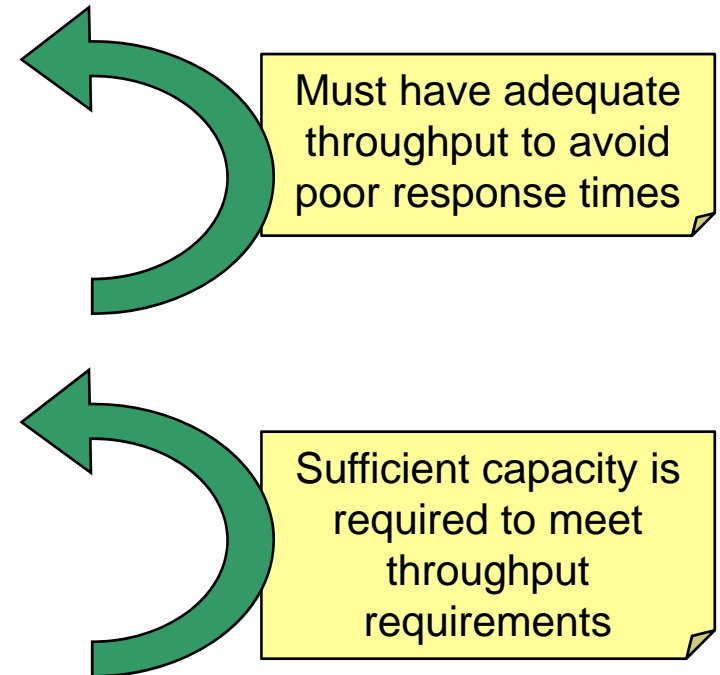 Must have adequate
throughput to avoid
poor response times
Sufficient capacity is
required to meet
throughput
requirements